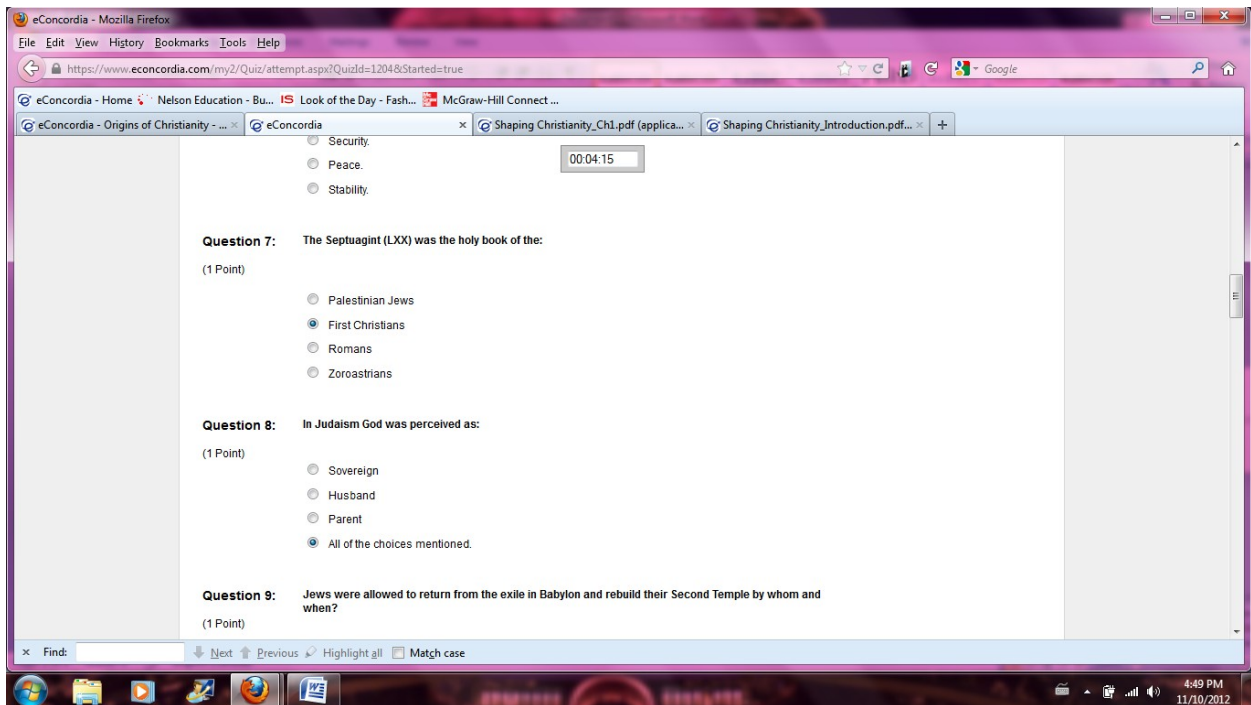 eConcordia - Mozilla Firefox
File Edit View History Bookmarks Tools Help
https://www.econcordia.com/my2/Quiz/attempt.aspx?QuizId=1204&Started=true
Google
eConcordia - Home Nelson Education - Bu... IS Look of the Day - Fash... McGraw-Hill Connect ...
eConcordia - Origins of Christianity - ... × eConcordia × Shaping Christianity_Ch1.pdf (applica... × Shaping Christianity_Introduction.pdf... × +
Security.
00:04:15
Peace.
Stability.
Question 7: The Septuagint (LXX) was the holy book of the:
(1 Point)
Palestinian Jews
First Christians
Romans
Zoroastrians
Question 8: In Judaism God was perceived as:
(1 Point)
Sovereign
Husband
Parent
All of the choices mentioned.
Question 9: Jews were allowed to return from the exile in Babylon and rebuild their Second Temple by whom and
when?
(1 Point)
× Find: Next Previous Highlight all Match case
4:49 PM
11/10/2012